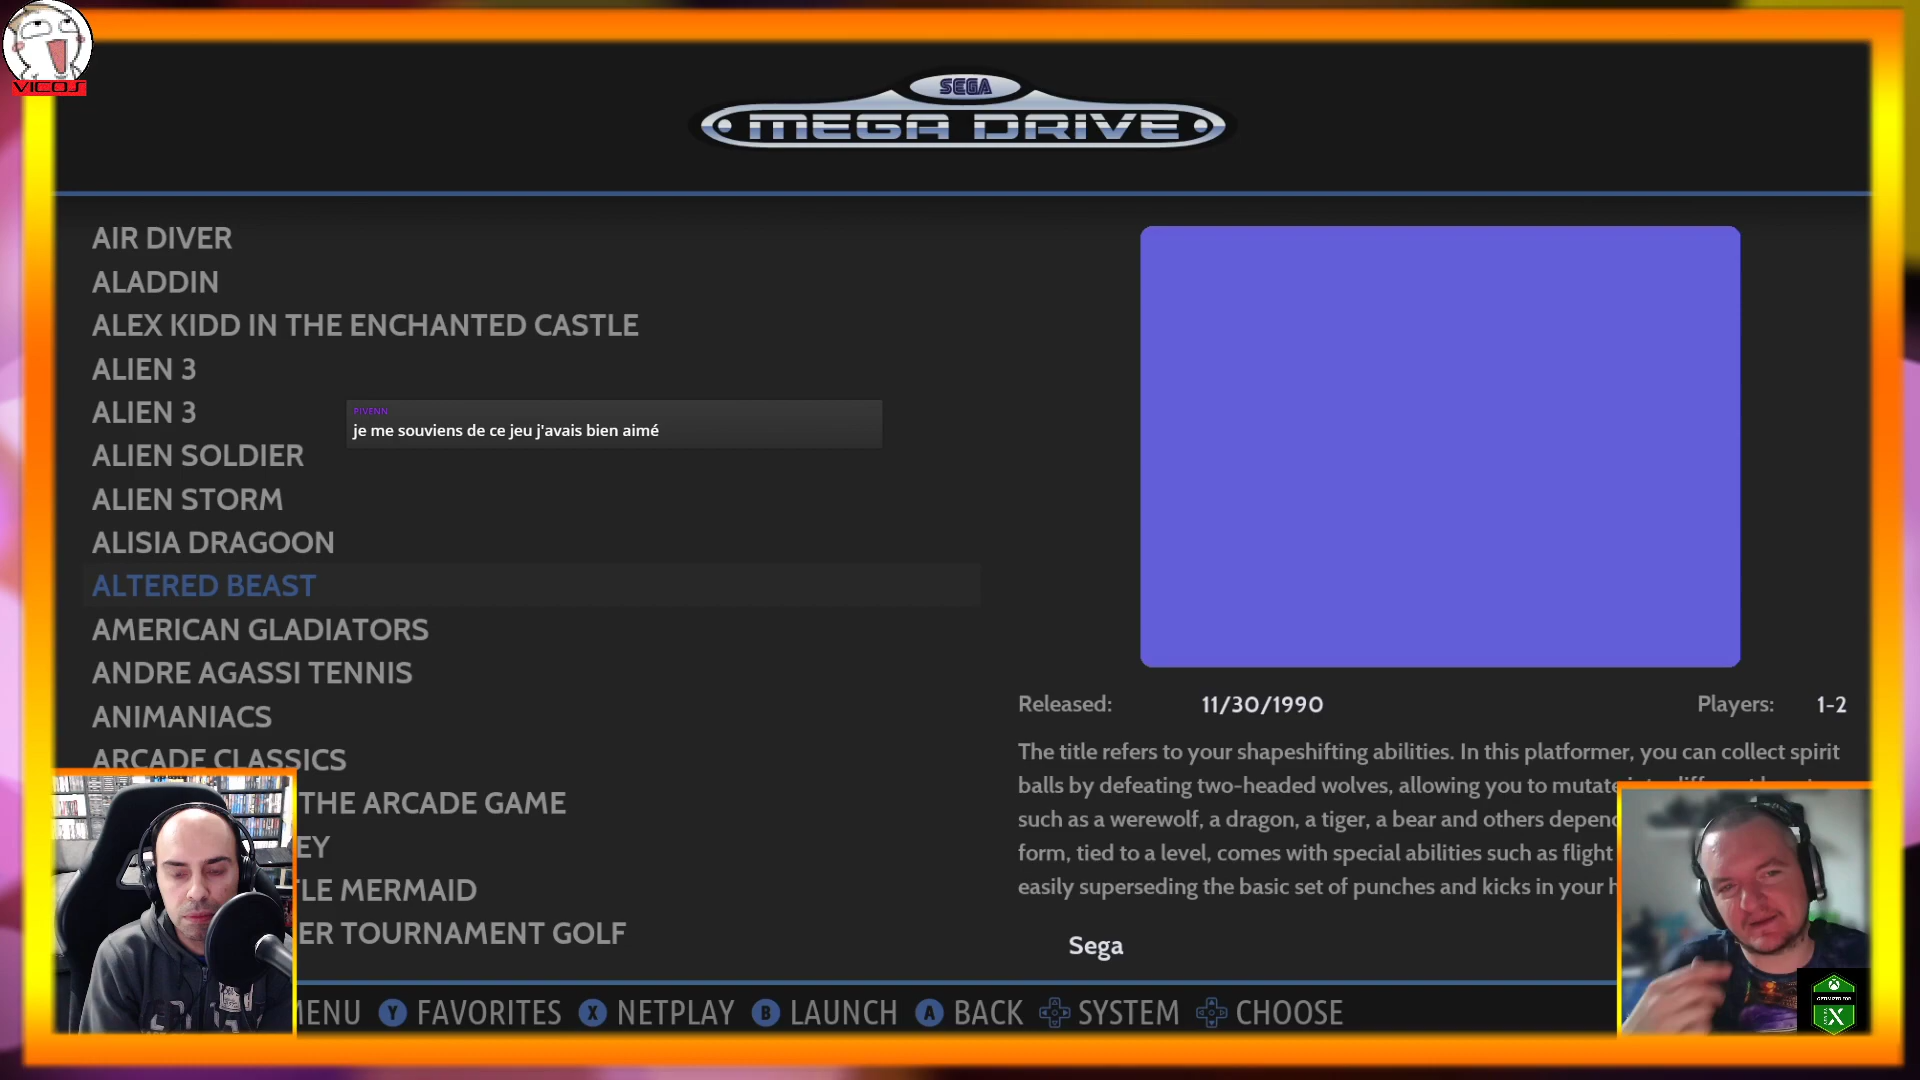 VICOS
SEGA
MEGA DRIVE
AIR DIVER
ALADDIN
ALEX KIDD IN THE ENCHANTED CASTLE
ALIEN 3
ALIEN 3
PIVENN
je me souviens de ce jeu j'avais bien aimé
ALIEN SOLDIER
ALIEN STORM
ALISIA DRAGOON
ALTERED BEAST
AMERICAN GLADIATORS
ANDRE AGASSI TENNIS
ANIMANIACS
ARCADE CLASSICS
THE ARCADE GAME
EY
LE MERMAID
ER TOURNAMENT GOLF
Released: 11/30/1990 Players: 1-2
The title refers to your shapeshifting abilities. In this platformer, you can collect spirit
balls by defeating two-headed wolves, allowing you to mutate
such as a werewolf, a dragon, a tiger, a bear and others depend
form, tied to a level, comes with special abilities such as flight
easily superseding the basic set of punches and kicks in your h
Sega
MENU Y FAVORITES X NETPLAY B LAUNCH A BACK SYSTEM CHOOSE
X